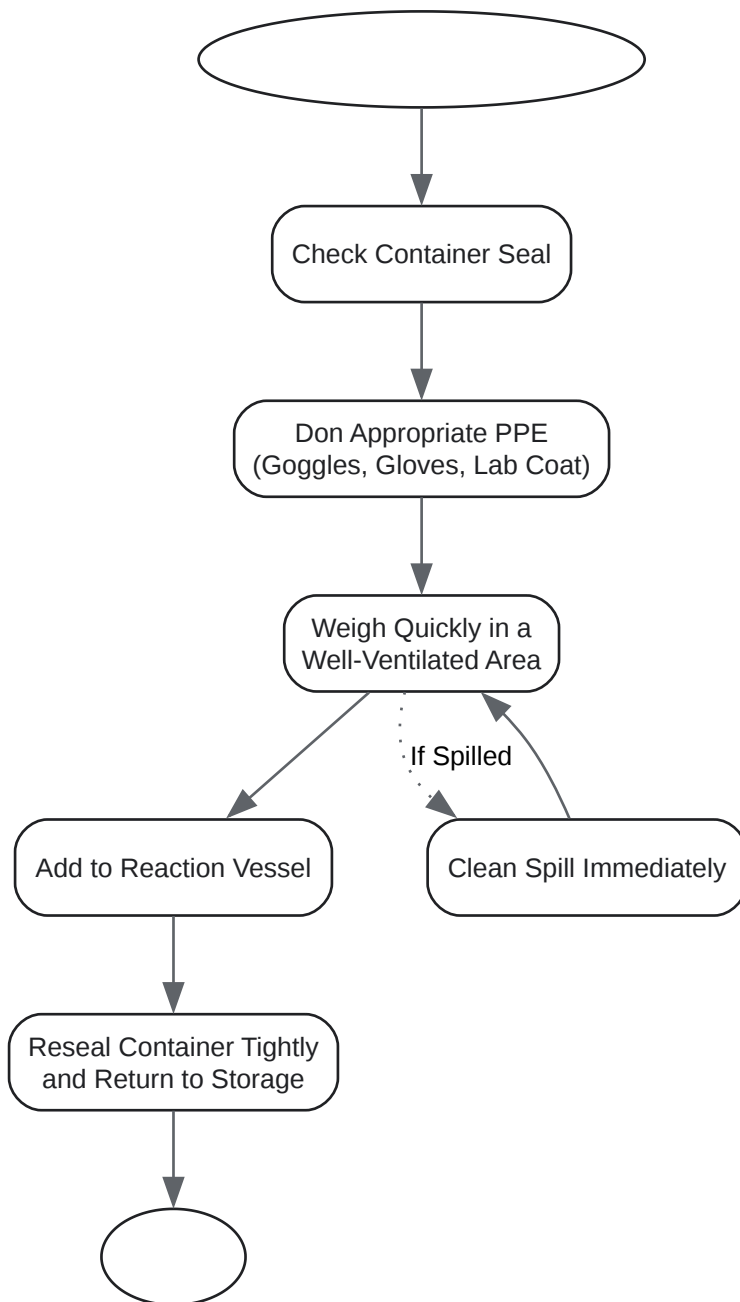 Check Container Seal
Don Appropriate PPE
(Goggles, Gloves, Lab Coat)
Weigh Quickly in a
Well-Ventilated Area
If Spilled
Add to Reaction Vessel
Clean Spill Immediately
Reseal Container Tightly
and Return to Storage